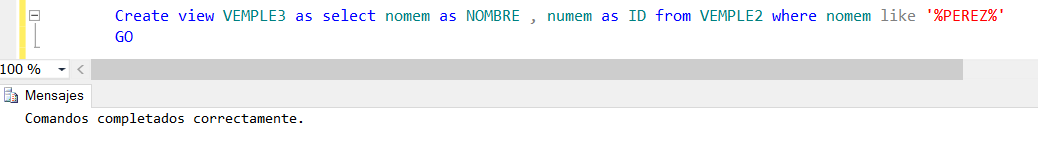 Create view VEMPLE3 as select nomem as NOMBRE , numem as ID from VEMPLE2 where nomem like '%PEREZ%'
GO
100 %
Mensajes
Comandos completados correctamente.